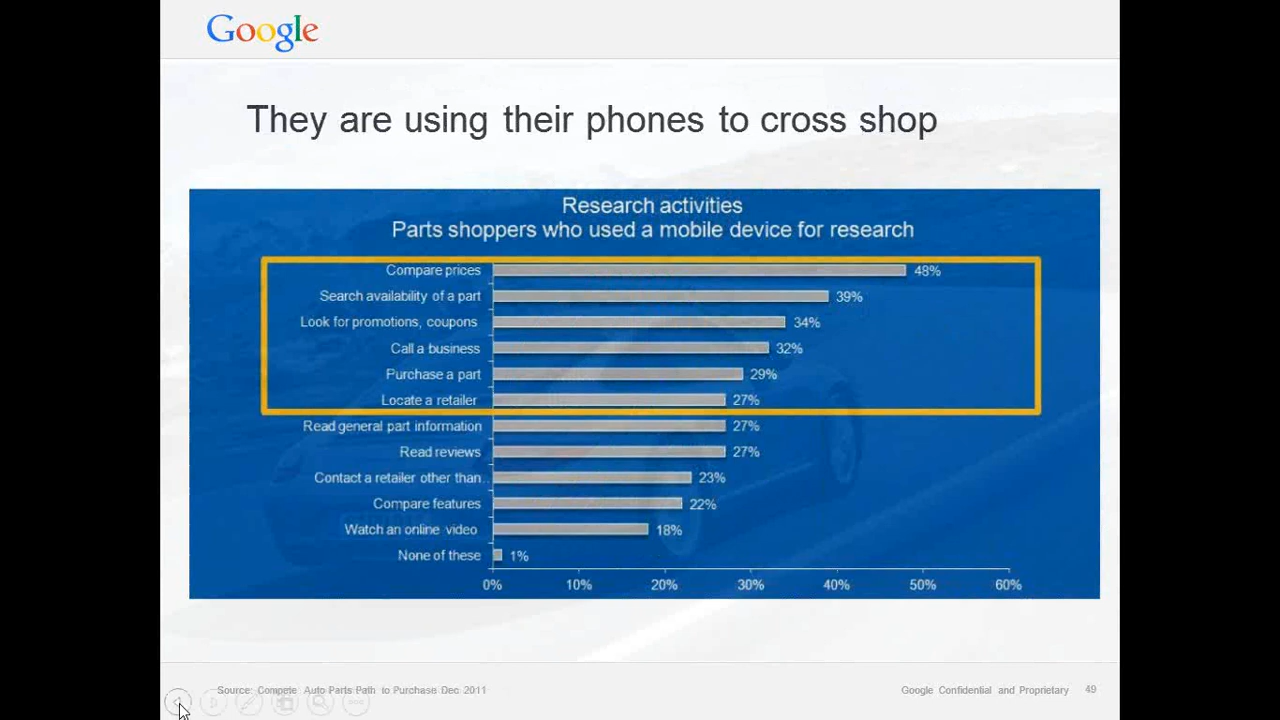 Google
They are using their phones to cross shop
Research activities
Parts shoppers who used a mobile device for research
Compare prices 48%
Search availability of a part 39%
Look for promotions, coupons 34%
Call a business 32%
Purchase a part 29%
Locate a retailer 27%
Read general part information 27%
Read reviews 27%
Contact a retailer other than... 23%
Compare features 22%
Watch an online video 18%
None of these 1%
0% 10% 20% 30% 40% 50% 60%
Source: Compete Auto Parts Path to Purchase Dec 2011
Google Confidential and Proprietary 49